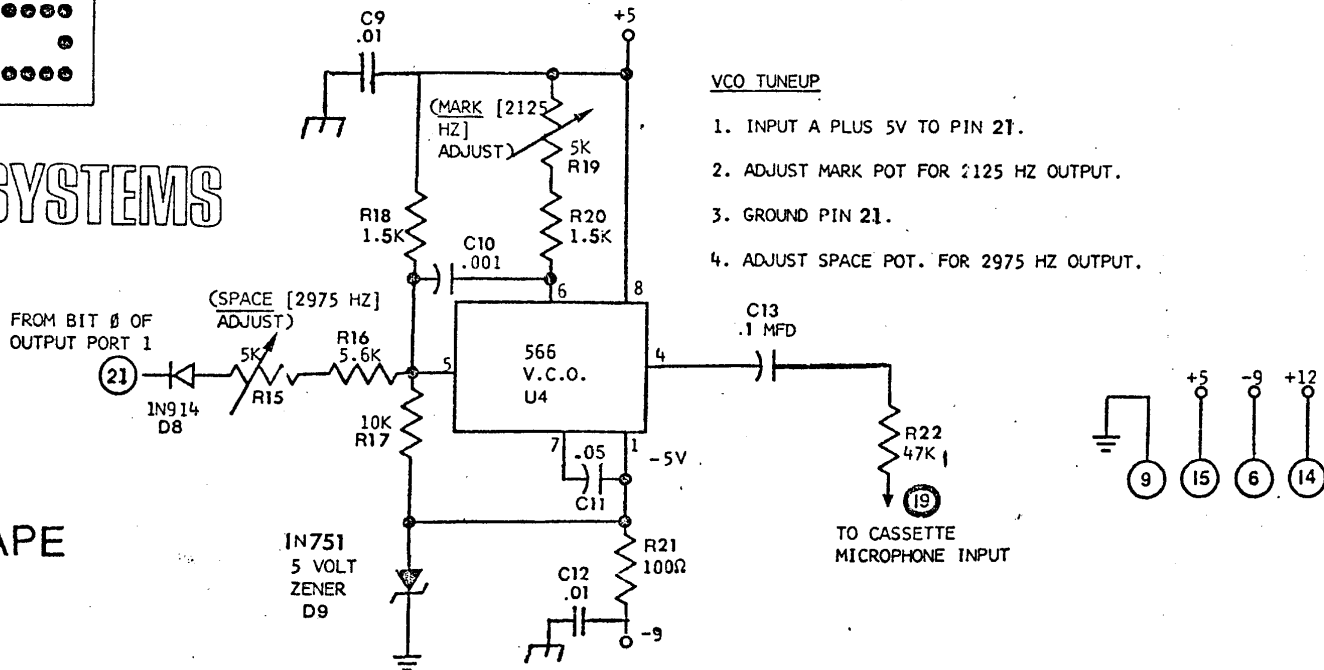 SYSTEMS
APE
C9
.01
+5
(MARK [2125
HZ]
ADJUST)
5K
R19
R18
1.5K
R20
1.5K
C10
.001
6
8
(SPACE [2975 HZ]
ADJUST)
FROM BIT Ø OF
OUTPUT PORT 1
21
1N914
D8
5K
R15
R16
5.6K
5
566
V.C.O.
U4
4
10K
R17
7
1
-5V
.05
C11
C13
.1 MFD
R22
47K
19
TO CASSETTE
MICROPHONE INPUT
1N751
5 VOLT
ZENER
D9
R21
100Ω
C12
.01
-9
VCO TUNEUP
1. INPUT A PLUS 5V TO PIN 21.
2. ADJUST MARK POT FOR 2125 HZ OUTPUT.
3. GROUND PIN 21.
4. ADJUST SPACE POT. FOR 2975 HZ OUTPUT.
+5
-9
+12
9
15
6
14